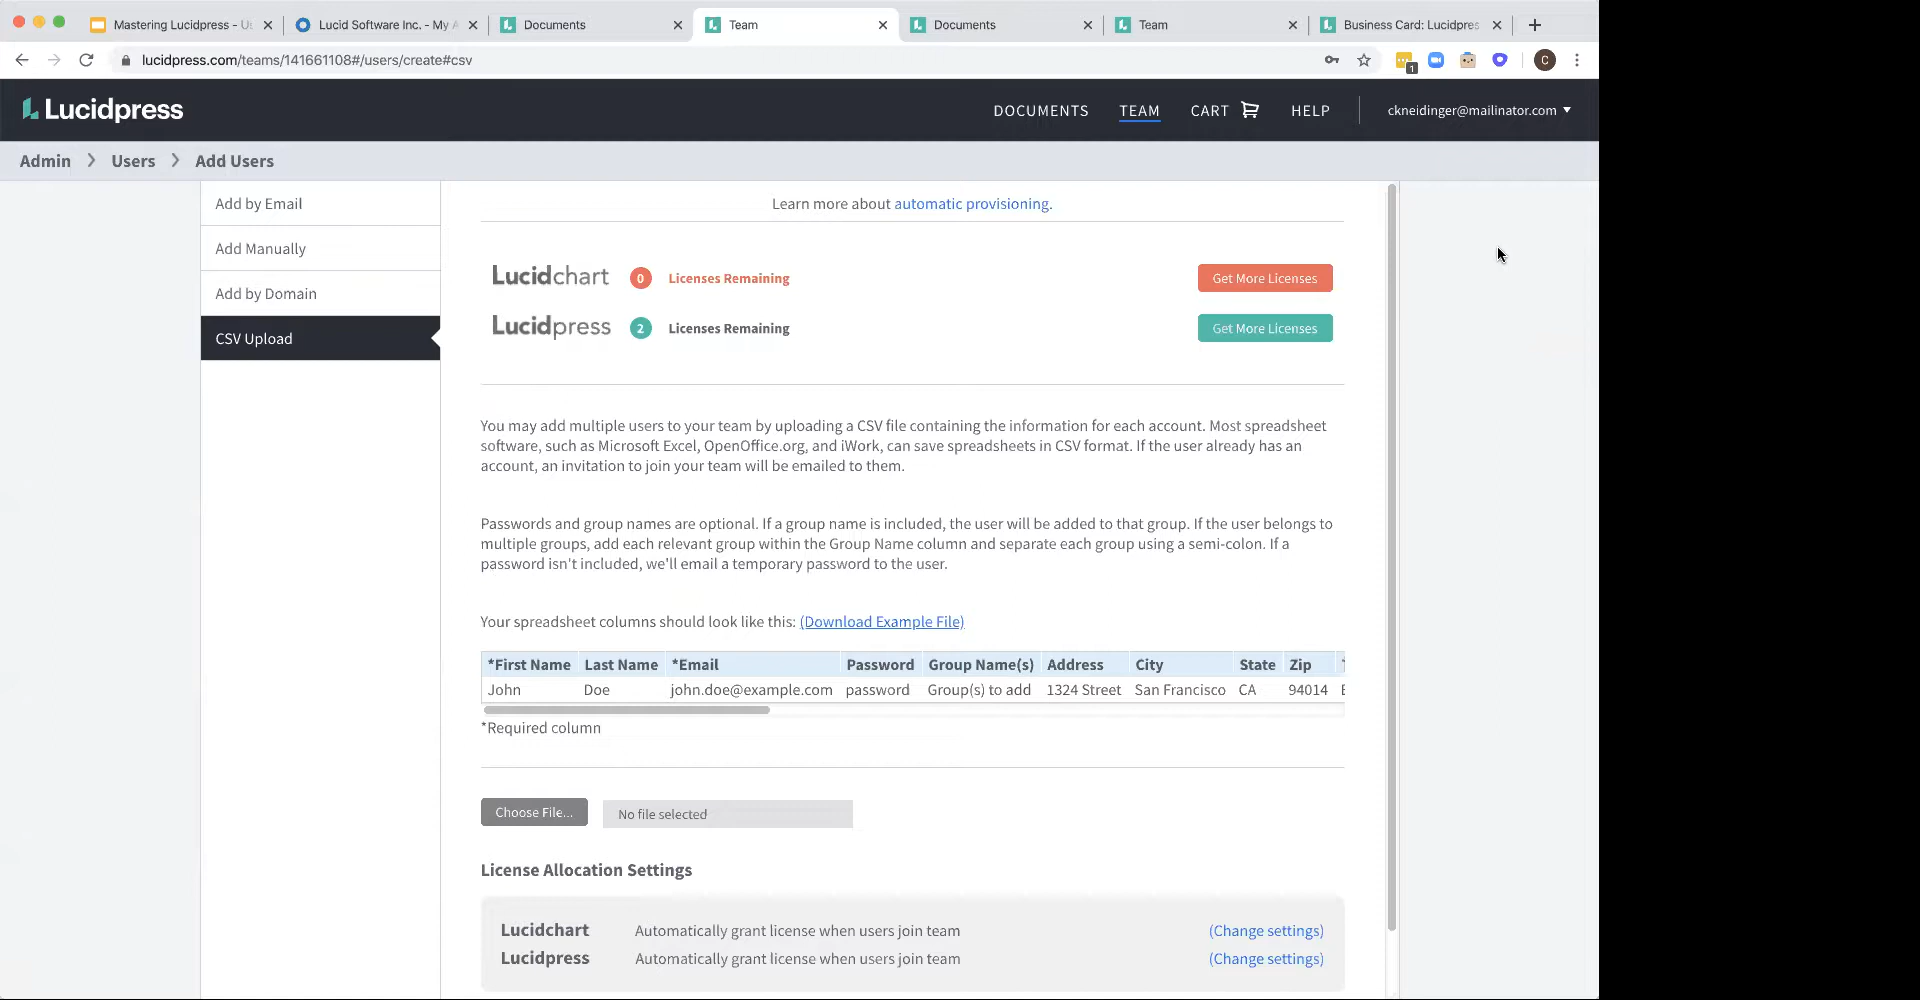 Mastering Lucidpress - U
Lucid Software Inc. - My A
Documents
Team
Documents
Team
Business Card: Lucidpres
lucidpress.com/teams/141661108#/users/create#csv
1
C
Lucidpress
DOCUMENTS
TEAM
CART
HELP
ckneidinger@mailinator.com
Admin > Users > Add Users
Add by Email
Add Manually
Add by Domain
CSV Upload
Learn more about automatic provisioning.
Lucidchart 0 Licenses Remaining Get More Licenses
Lucidpress 2 Licenses Remaining Get More Licenses
You may add multiple users to your team by uploading a CSV file containing the information for each account. Most spreadsheet
software, such as Microsoft Excel, OpenOffice.org, and iWork, can save spreadsheets in CSV format. If the user already has an
account, an invitation to join your team will be emailed to them.
Passwords and group names are optional. If a group name is included, the user will be added to that group. If the user belongs to
multiple groups, add each relevant group within the Group Name column and separate each group using a semi-colon. If a
password isn't included, we'll email a temporary password to the user.
Your spreadsheet columns should look like this: (Download Example File)
*First Name Last Name *Email Password Group Name(s) Address City State Zip
John Doe john.doe@example.com password Group(s) to add 1324 Street San Francisco CA 94014
*Required column
Choose File... No file selected
License Allocation Settings
Lucidchart Automatically grant license when users join team (Change settings)
Lucidpress Automatically grant license when users join team (Change settings)